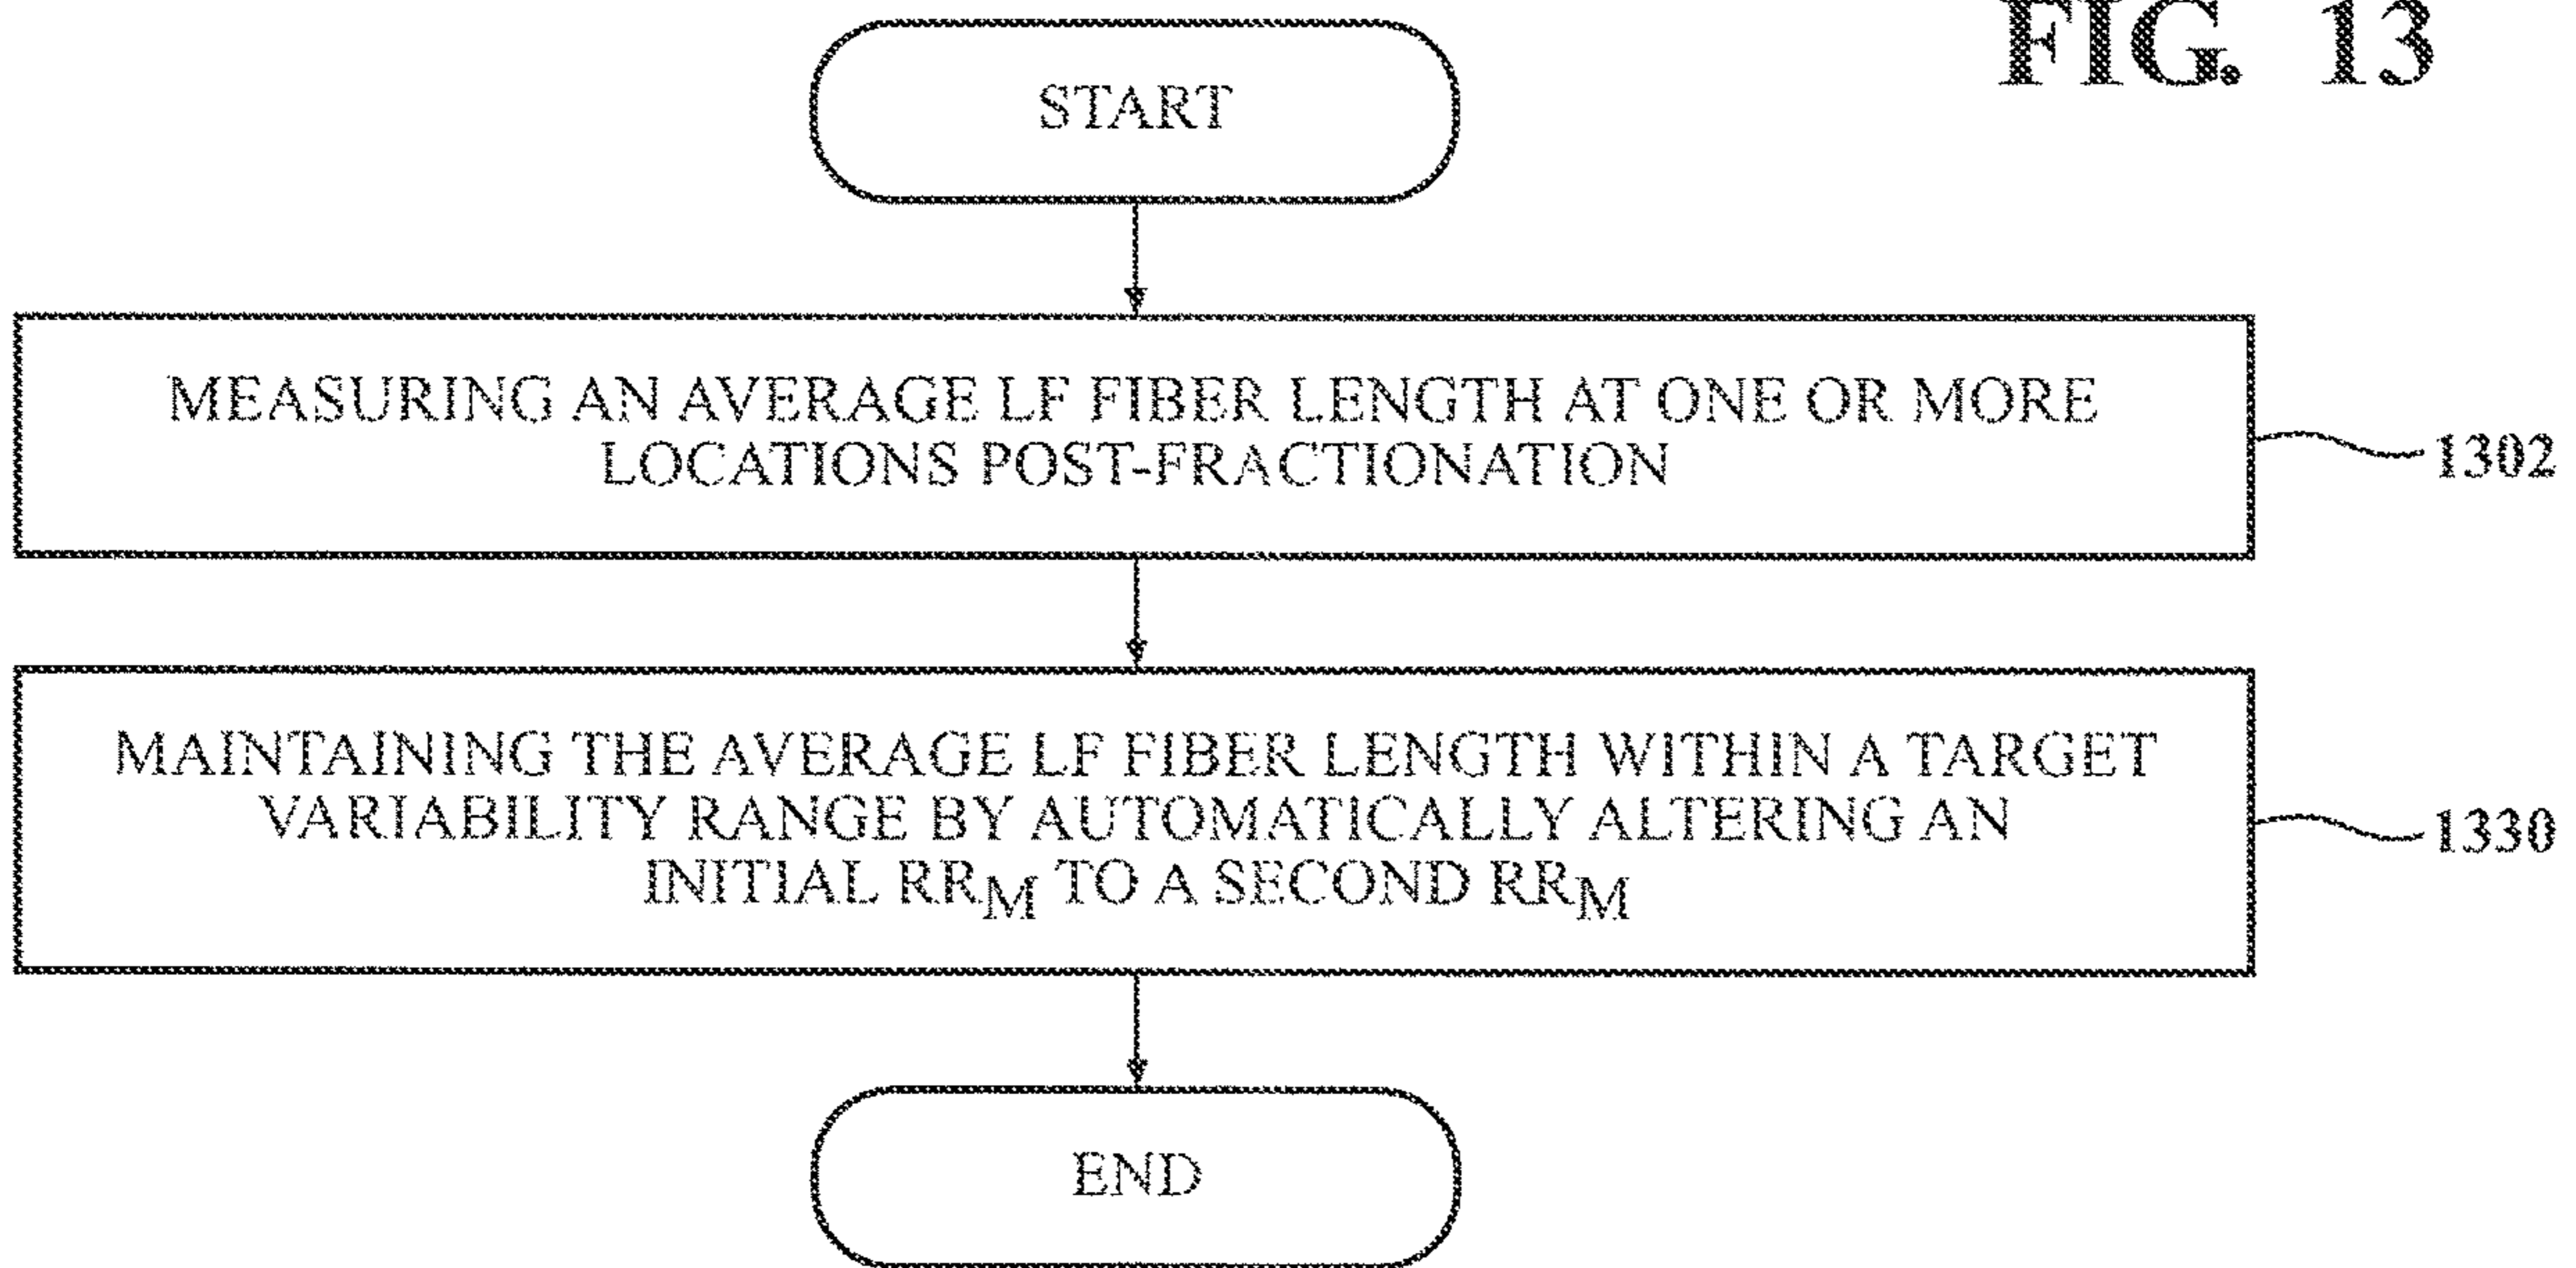 FIG. 13
START
MEASURING AN AVERAGE LF FIBER LENGTH AT ONE OR MORE
LOCATIONS POST-FRACTIONATION
1302
MAINTAINING THE AVERAGE LF FIBER LENGTH WITHIN A TARGET
VARIABILITY RANGE BY AUTOMATICALLY ALTERING AN
INITIAL RRM TO A SECOND RRM
1330
END